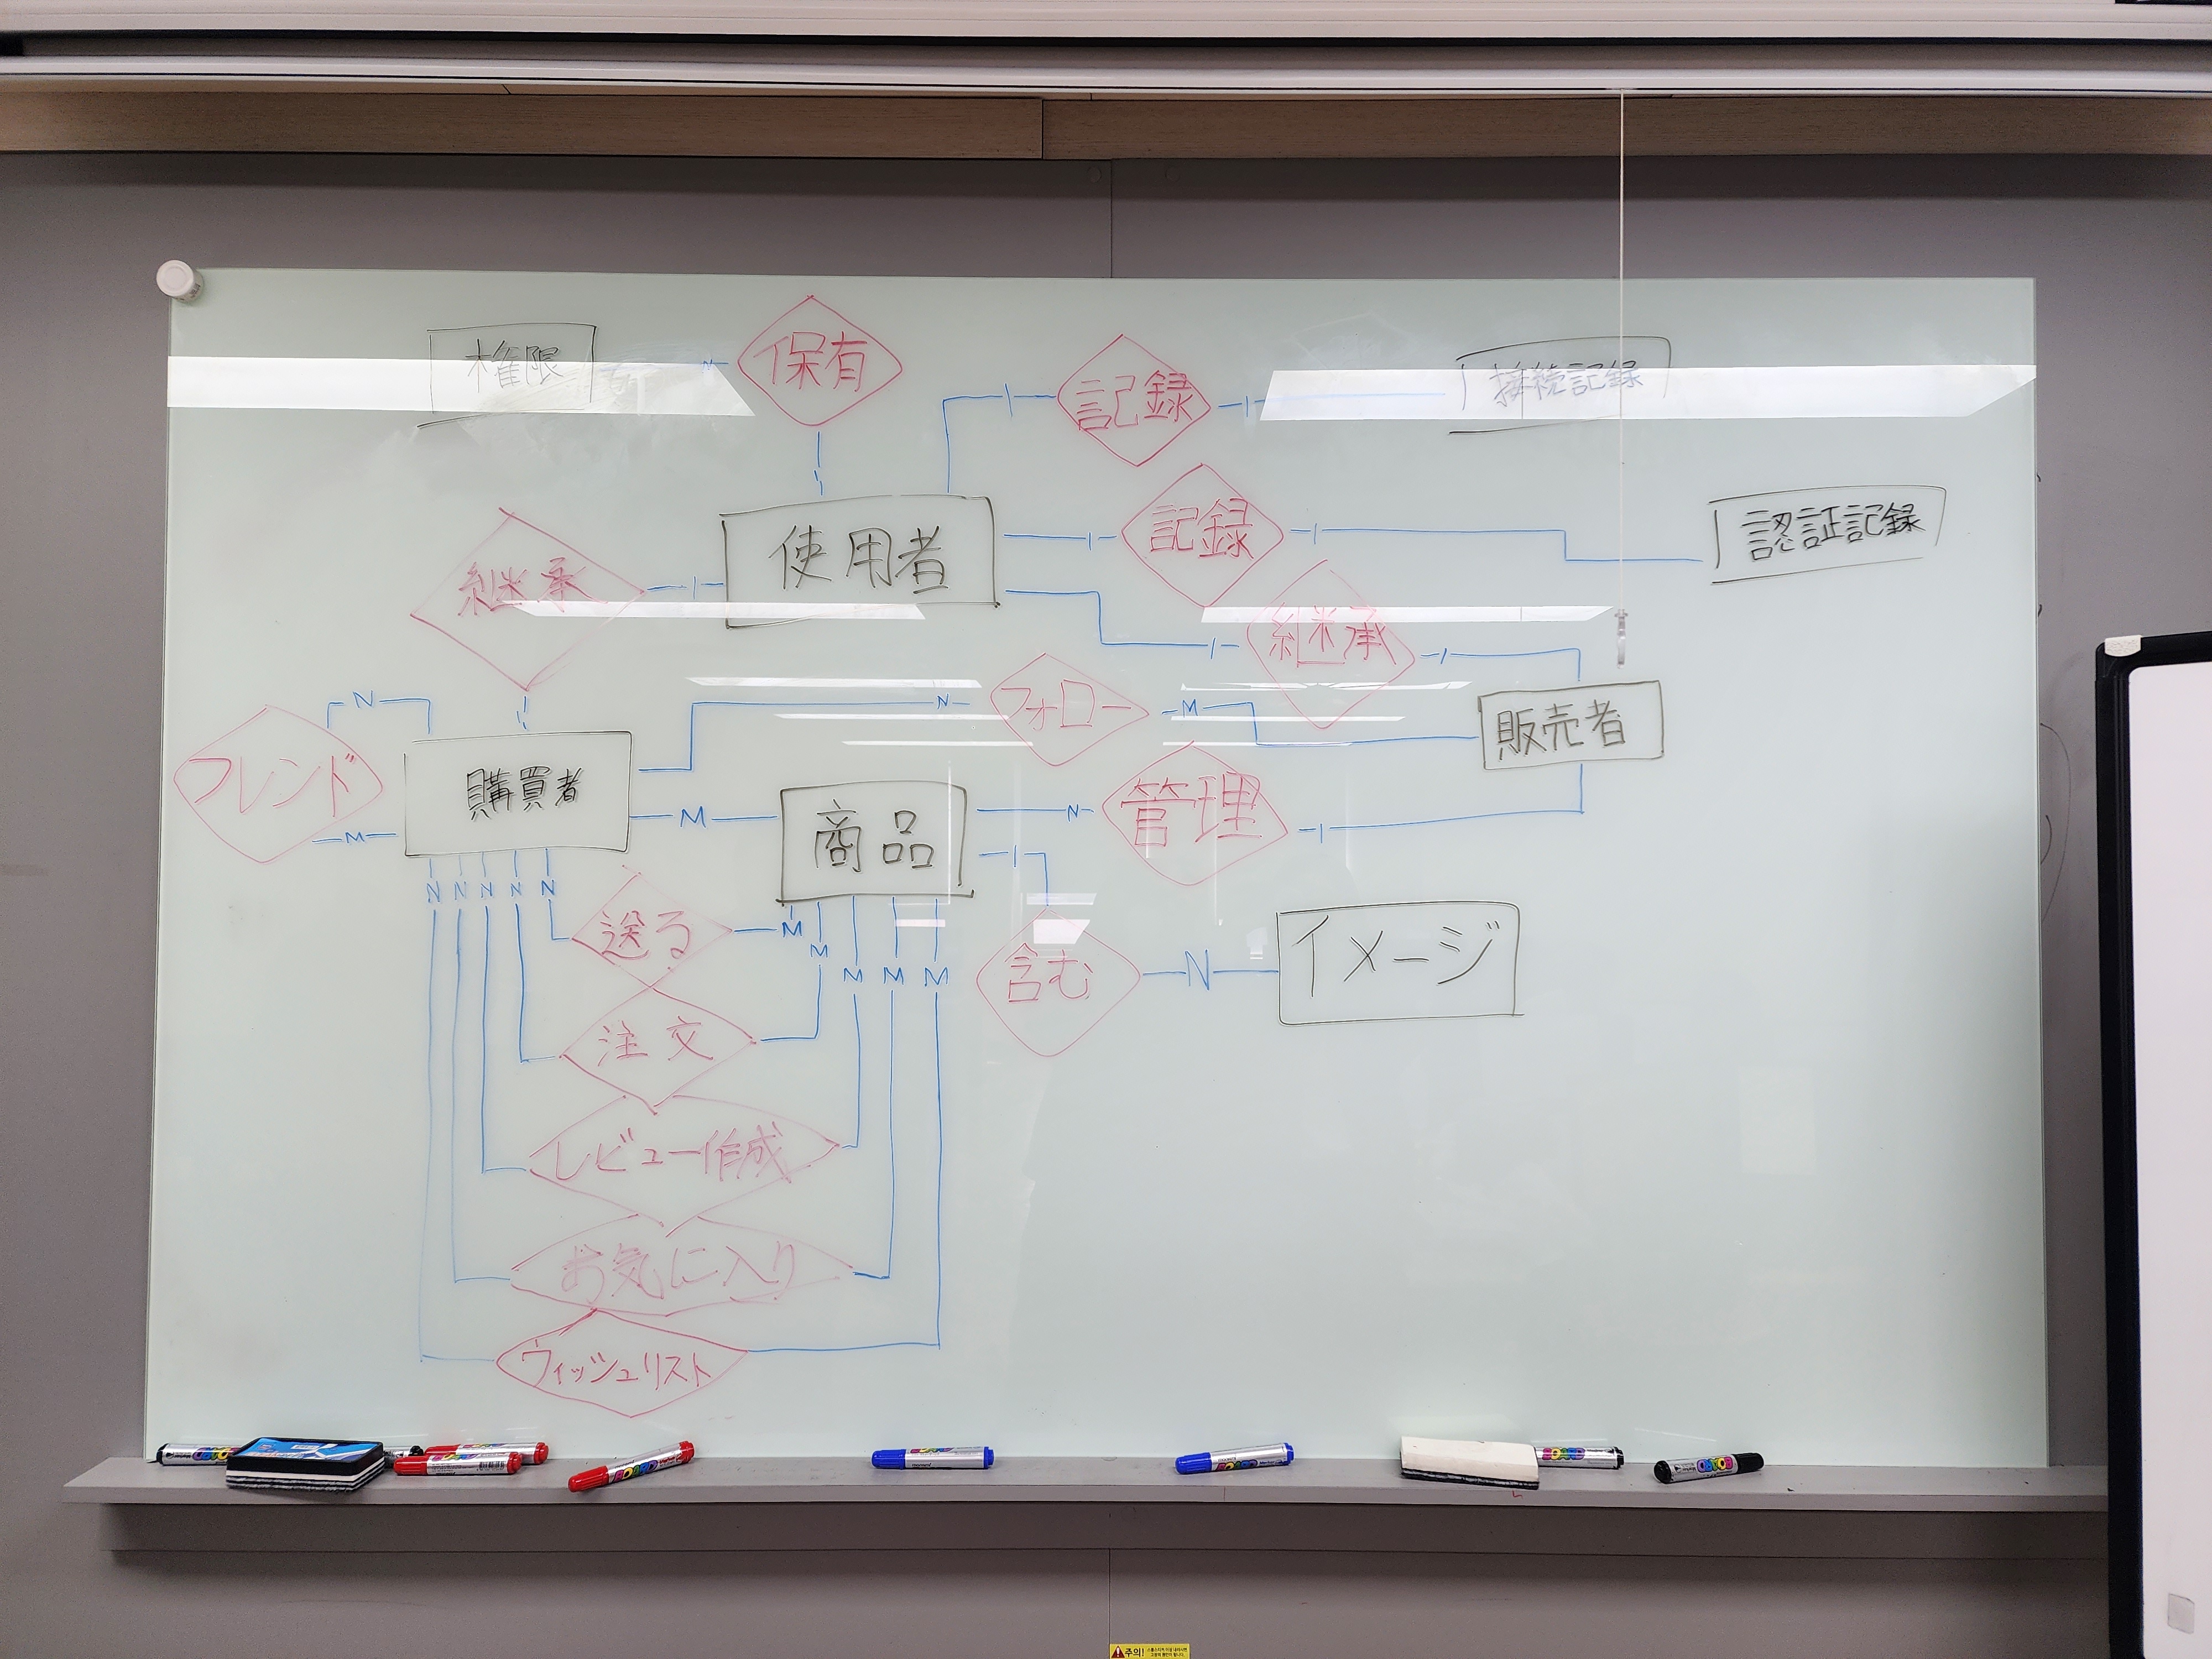 権限
N
保有
1
記録
1
1
接続記録
使用者
1
記録
1
認証記録
継承
1
1
継承
1
1
販売者
N
フレンド
M
購買者
N
フォロー
M
M
商品
N
管理
1
1
N
N
N
N
N
送る
M
M
M
M
M
含む
N
イメージ
注文
レビュー作成
お気に入り
ウィッシュリスト
BOARD
BOARD
BOARD
주의!